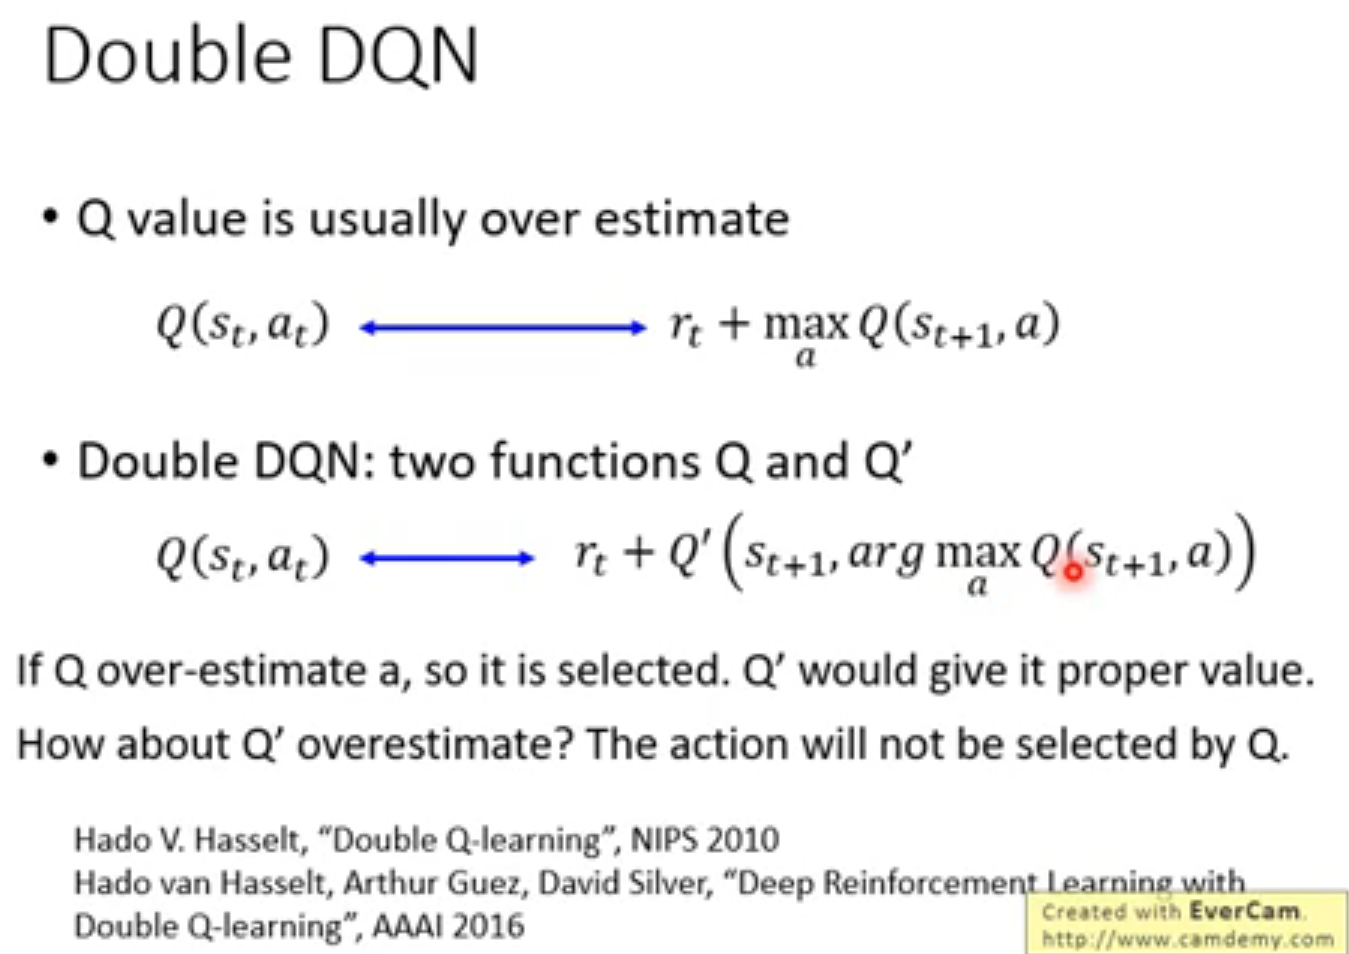 Double DQN
• Q value is usually over estimate
Q(s_t, a_t) ⟷ r_t + max_a Q(s_{t+1}, a)
• Double DQN: two functions Q and Q′
Q(s_t, a_t) ⟷ r_t + Q′(s_{t+1}, arg max_a Q(s_{t+1}, a))
If Q over-estimate a, so it is selected. Q′ would give it proper value.
How about Q′ overestimate? The action will not be selected by Q.
Hado V. Hasselt, “Double Q-learning”, NIPS 2010
Hado van Hasselt, Arthur Guez, David Silver, “Deep Reinforcement Learning with
Double Q-learning”, AAAI 2016
Created with EverCam.
http://www.camdemy.com